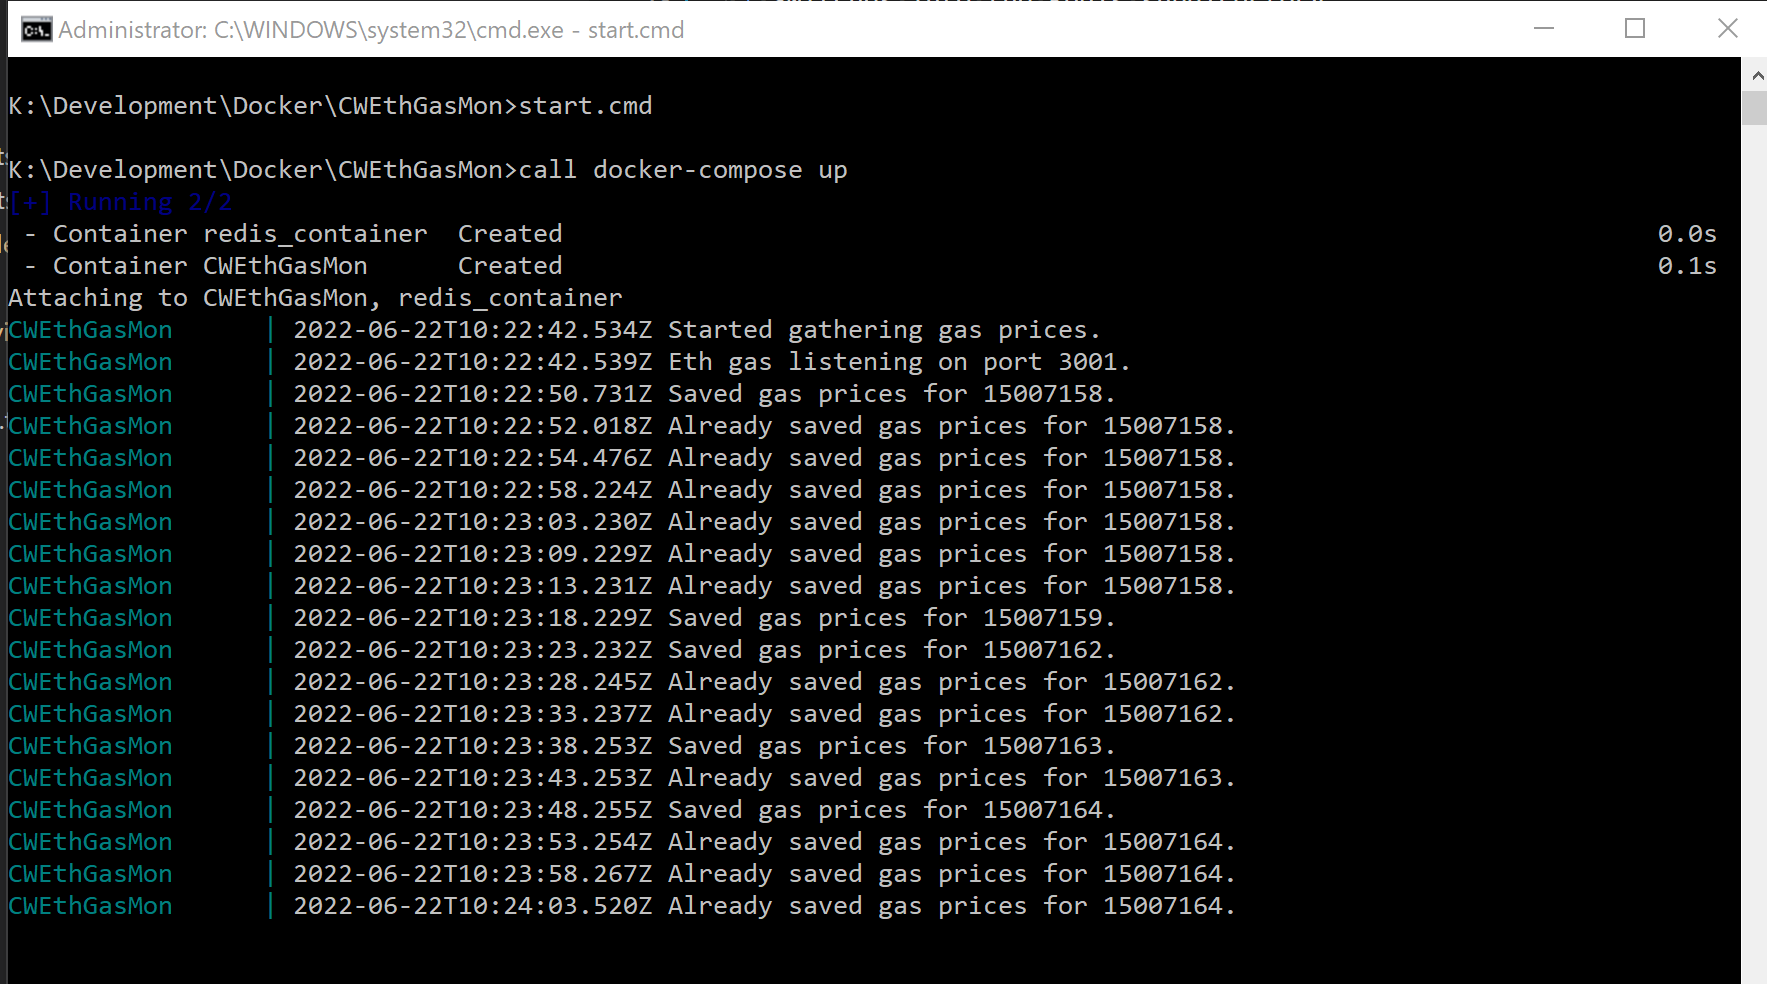 Administrator: C:\WINDOWS\system32\cmd.exe - start.cmd
K:\Development\Docker\CWEthGasMon>start.cmd
K:\Development\Docker\CWEthGasMon>call docker-compose up
[+] Running 2/2
- Container redis_container  Created 0.0s
- Container CWEthGasMon      Created 0.1s
Attaching to CWEthGasMon, redis_container
CWEthGasMon      | 2022-06-22T10:22:42.534Z Started gathering gas prices.
CWEthGasMon      | 2022-06-22T10:22:42.539Z Eth gas listening on port 3001.
CWEthGasMon      | 2022-06-22T10:22:50.731Z Saved gas prices for 15007158.
CWEthGasMon      | 2022-06-22T10:22:52.018Z Already saved gas prices for 15007158.
CWEthGasMon      | 2022-06-22T10:22:54.476Z Already saved gas prices for 15007158.
CWEthGasMon      | 2022-06-22T10:22:58.224Z Already saved gas prices for 15007158.
CWEthGasMon      | 2022-06-22T10:23:03.230Z Already saved gas prices for 15007158.
CWEthGasMon      | 2022-06-22T10:23:09.229Z Already saved gas prices for 15007158.
CWEthGasMon      | 2022-06-22T10:23:13.231Z Already saved gas prices for 15007158.
CWEthGasMon      | 2022-06-22T10:23:18.229Z Saved gas prices for 15007159.
CWEthGasMon      | 2022-06-22T10:23:23.232Z Saved gas prices for 15007162.
CWEthGasMon      | 2022-06-22T10:23:28.245Z Already saved gas prices for 15007162.
CWEthGasMon      | 2022-06-22T10:23:33.237Z Already saved gas prices for 15007162.
CWEthGasMon      | 2022-06-22T10:23:38.253Z Saved gas prices for 15007163.
CWEthGasMon      | 2022-06-22T10:23:43.253Z Already saved gas prices for 15007163.
CWEthGasMon      | 2022-06-22T10:23:48.255Z Saved gas prices for 15007164.
CWEthGasMon      | 2022-06-22T10:23:53.254Z Already saved gas prices for 15007164.
CWEthGasMon      | 2022-06-22T10:23:58.267Z Already saved gas prices for 15007164.
CWEthGasMon      | 2022-06-22T10:24:03.520Z Already saved gas prices for 15007164.